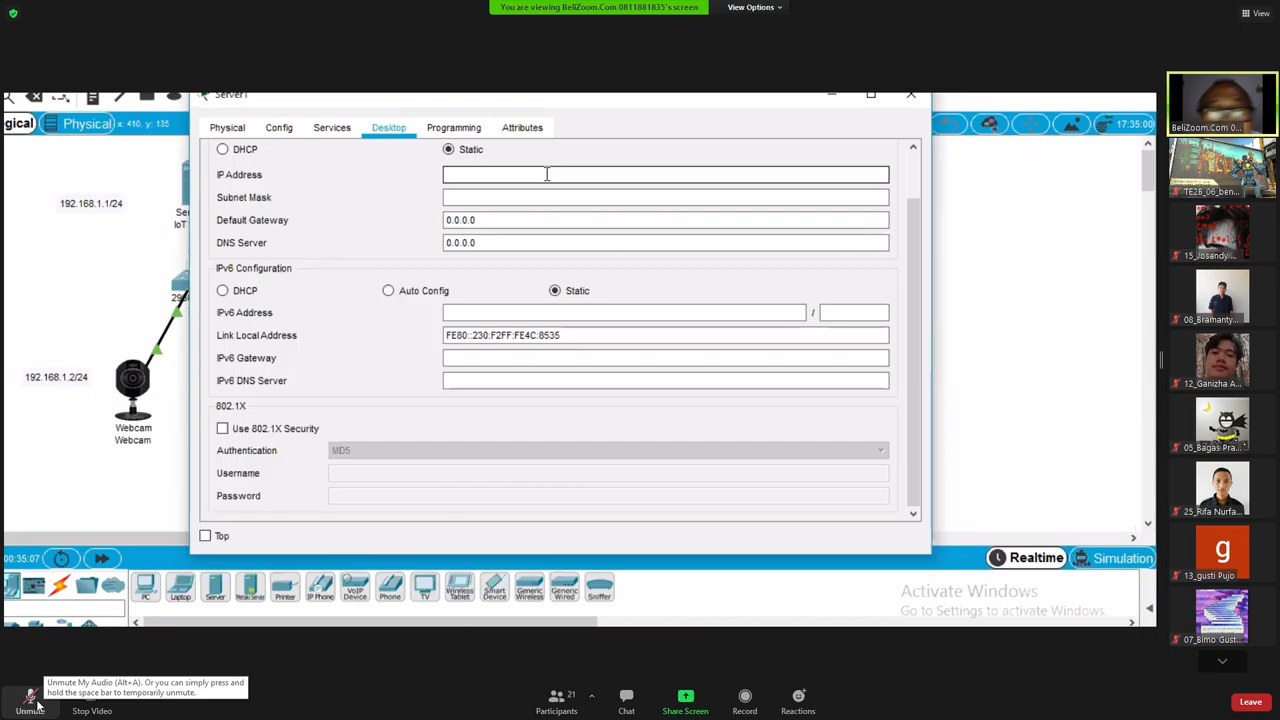 You are viewing BeliZoom.Com 0811881835's screen
View Options
View
Server1
gical
Physical
x: 410, y: 135
17:35:00
Physical
Config
Services
Desktop
Programming
Attributes
DHCP
Static
IP Address
Subnet Mask
Default Gateway
0.0.0.0
DNS Server
0.0.0.0
IPv6 Configuration
DHCP
Auto Config
Static
IPv6 Address
/
Link Local Address
FE80::230:F2FF:FE4C:8535
IPv6 Gateway
IPv6 DNS Server
802.1X
Use 802.1X Security
Authentication
MD5
Username
Password
Top
192.168.1.1/24
Ser
IoT
295
192.168.1.2/24
Webcam
Webcam
00:35:07
Realtime
Simulation
PC
Laptop
Server
Meraki Server
Printer
IP Phone
VoIP Device
Phone
TV
Wireless Tablet
Smart Device
Generic Wireless
Generic Wired
Sniffer
Activate Windows
Go to Settings to activate Windows.
BeliZoom.Com 0...
TE2B_06_ben...
15_Josandy ...
08_Bramanty...
12_Ganizha A...
05_Bagas Pra...
25_Rifa Nurfa...
g
13_gusti Pujo
07_Bimo Gust...
Unmute My Audio (Alt+A). Or you can simply press and
hold the space bar to temporarily unmute.
Unmute
Stop Video
21
Participants
Chat
Share Screen
Record
Reactions
Leave